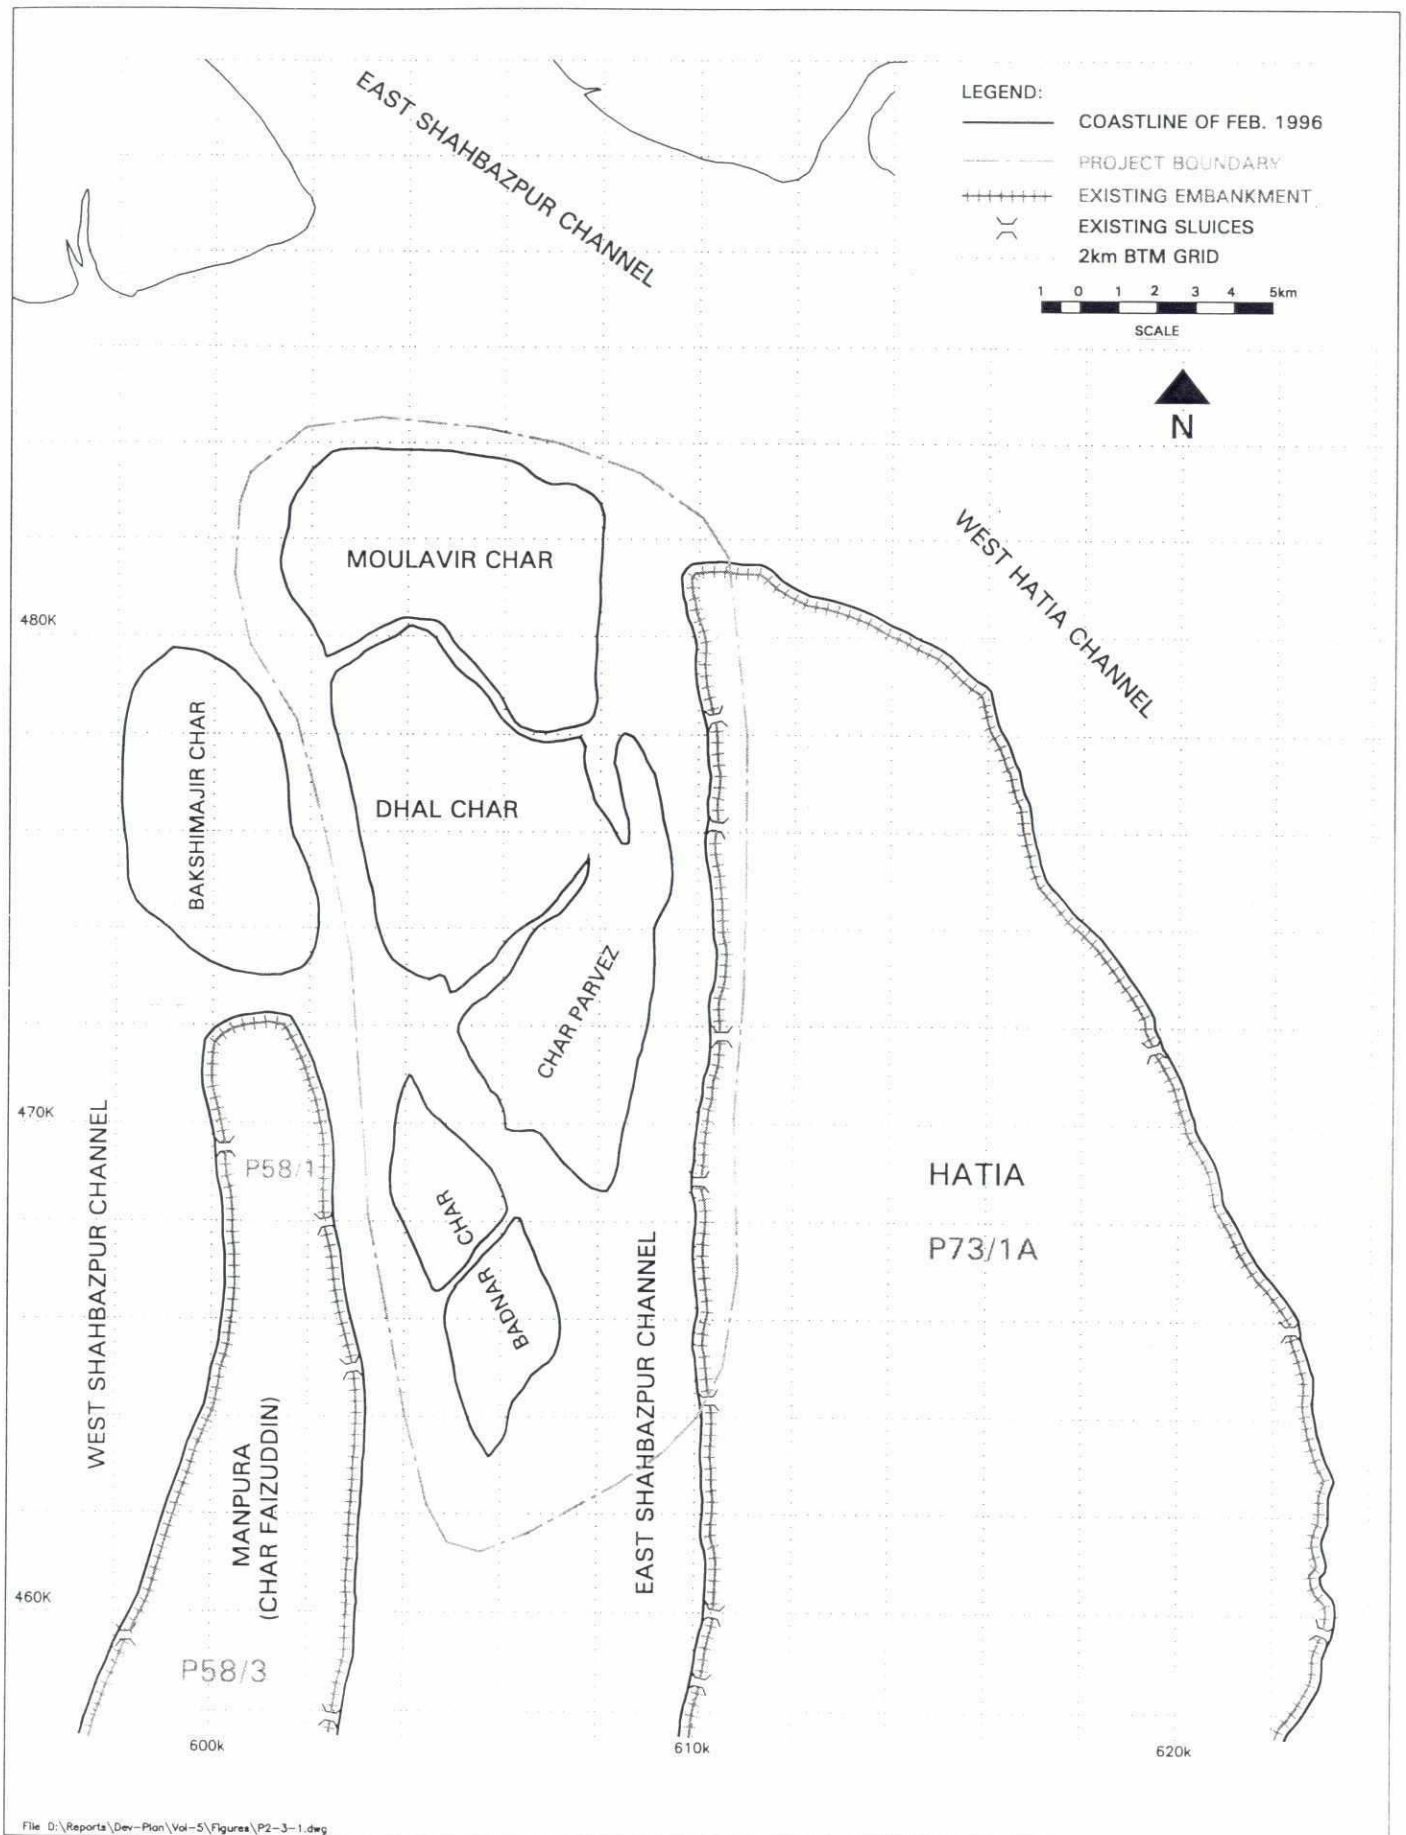 EAST SHAHBAZPUR CHANNEL
LEGEND:
COASTLINE OF FEB. 1996
PROJECT BOUNDARY
EXISTING EMBANKMENT
EXISTING SLUICES
2km BTM GRID
1 0 1 2 3 4 5km
SCALE
N
WEST HATIA CHANNEL
MOULAVIR CHAR
480K
BAKSHIMAJIR CHAR
DHAL CHAR
CHAR PARVEZ
470K
WEST SHAHBAZPUR CHANNEL
P58/1
CHAR
BADNAR
EAST SHAHBAZPUR CHANNEL
HATIA
P73/1A
MANPURA
(CHAR FAIZUDDIN)
460K
P58/3
600k
610k
620k
File D:\Reports\Dev-Plan\Vol-5\Figures\P2-3-1.dwg